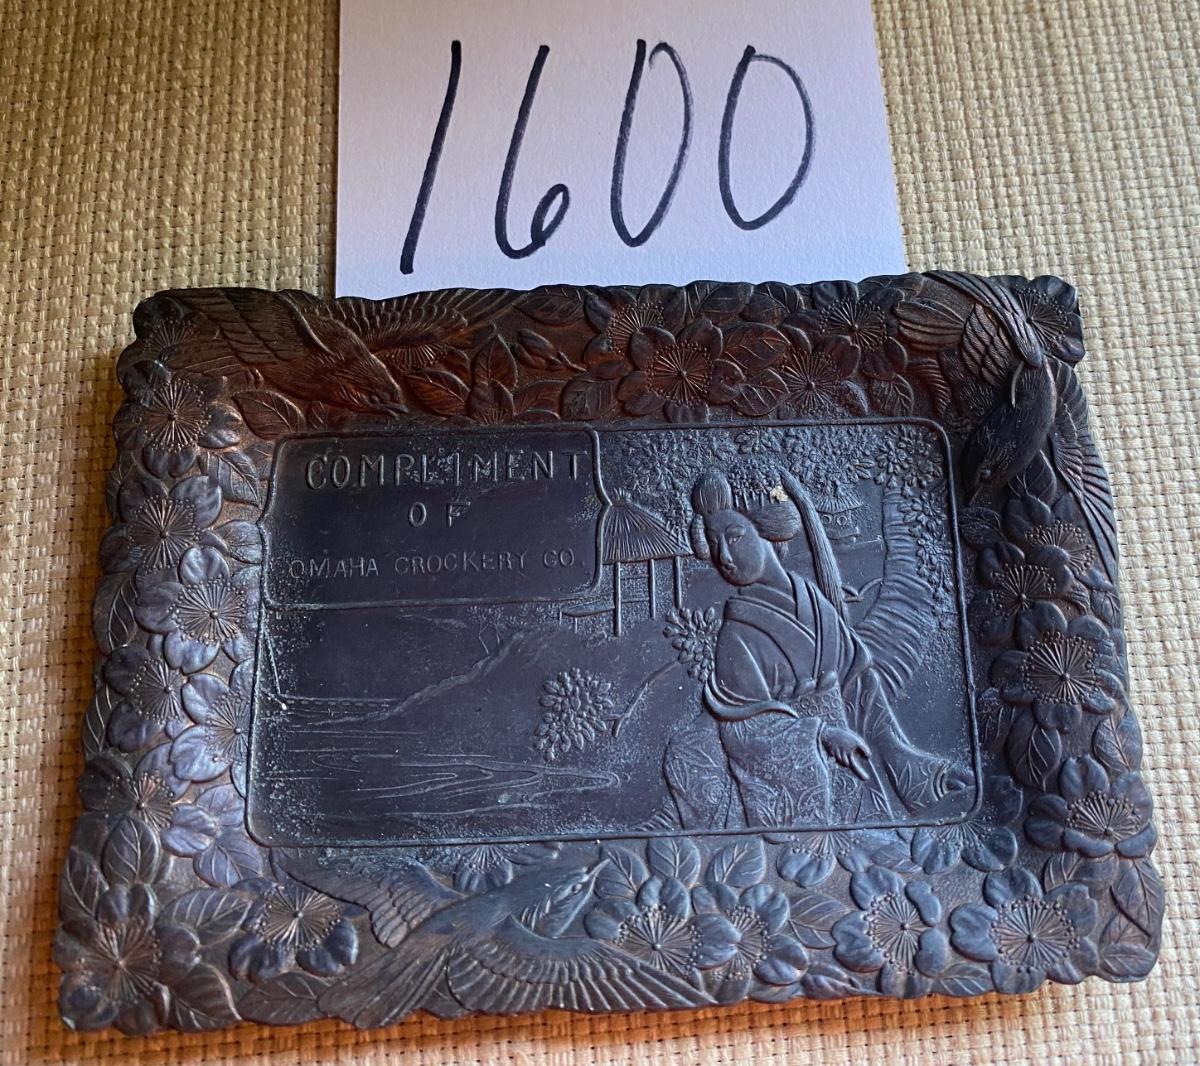 1600
COMPLIMENT
OF
OMAHA CROCKERY CO.